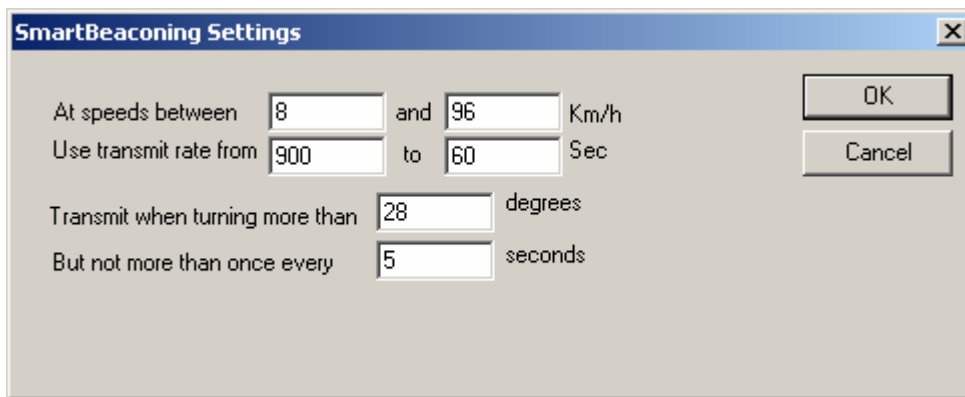 SmartBeaconing Settings
At speeds between 8 and 96 Km/h
Use transmit rate from 900 to 60 Sec
Transmit when turning more than 28 degrees
But not more than once every 5 seconds
OK
Cancel